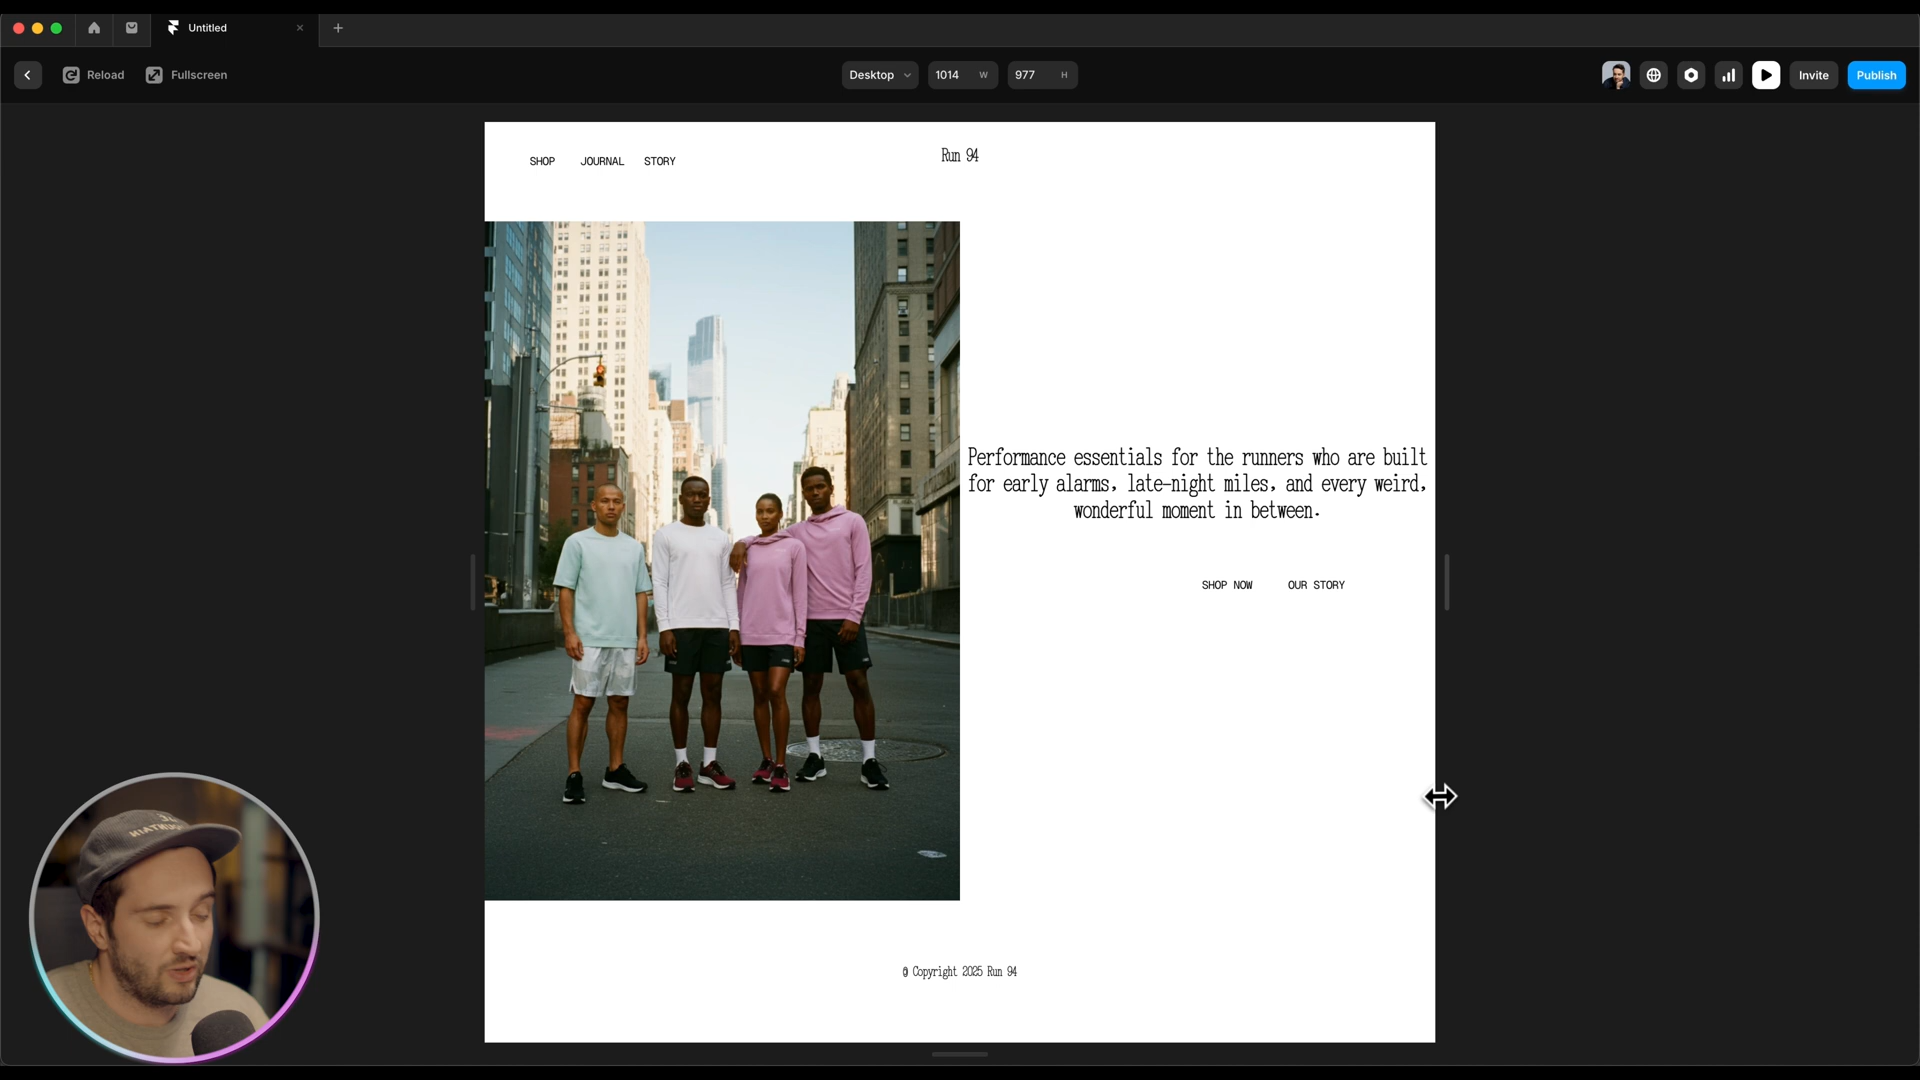 Untitled
Reload
Fullscreen
Desktop
1014 W
977 H
Invite
Publish
SHOP
JOURNAL
STORY
Run 94
Performance essentials for the runners who are built
for early alarms, late-night miles, and every weird,
wonderful moment in between.
SHOP NOW
OUR STORY
© Copyright 2025 Run 94